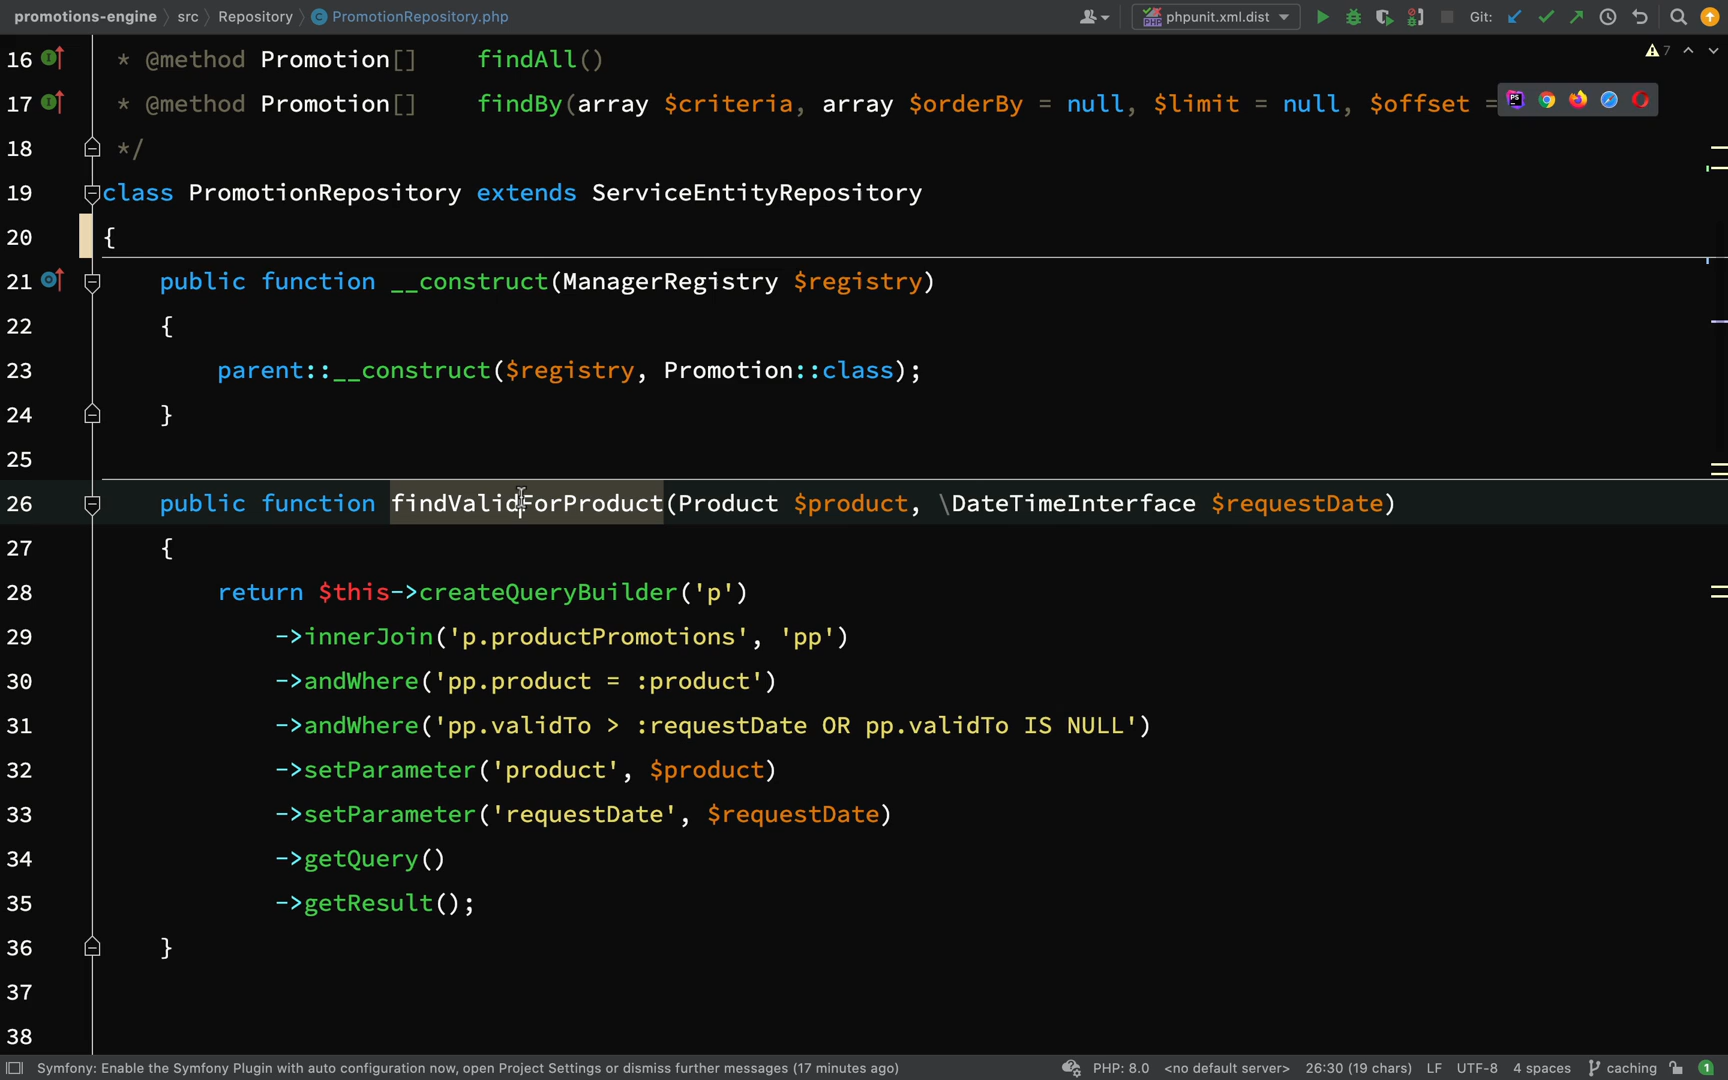 promotions-engine src Repository PromotionRepository.php phpunit.xml.dist Git:
16 * @method Promotion[] findAll()
7
17 * @method Promotion[] findBy(array $criteria, array $orderBy = null, $limit = null, $offset =
18 */
19 class PromotionRepository extends ServiceEntityRepository
20 {
21 public function __construct(ManagerRegistry $registry)
22 {
23 parent::__construct($registry, Promotion::class);
24 }
25
26 public function findValidForProduct(Product $product, \DateTimeInterface $requestDate)
27 {
28 return $this->createQueryBuilder('p')
29 ->innerJoin('p.productPromotions', 'pp')
30 ->andWhere('pp.product = :product')
31 ->andWhere('pp.validTo > :requestDate OR pp.validTo IS NULL')
32 ->setParameter('product', $product)
33 ->setParameter('requestDate', $requestDate)
34 ->getQuery()
35 ->getResult();
36 }
37
38
Symfony: Enable the Symfony Plugin with auto configuration now, open Project Settings or dismiss further messages (17 minutes ago) PHP: 8.0 <no default server> 26:30 (19 chars) LF UTF-8 4 spaces caching 1